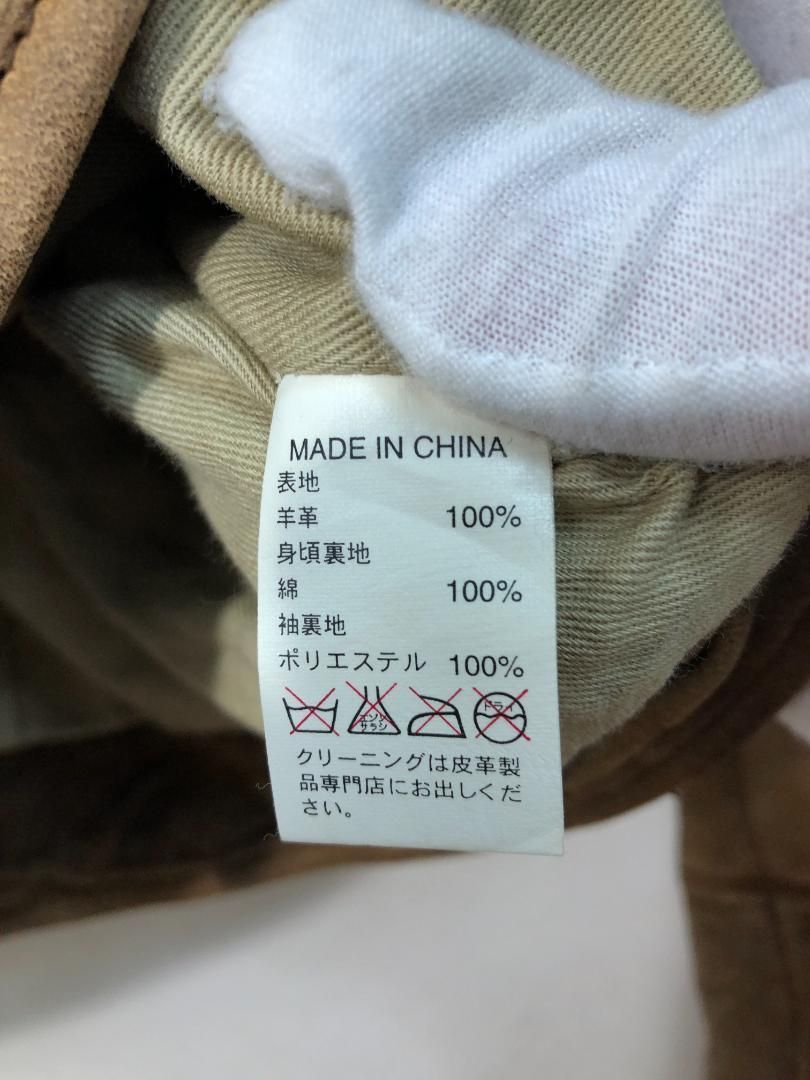 MADE IN CHINA
表地
羊革 100%
身頃裏地
綿 100%
袖裏地
ポリエステル 100%
エンソ サラシ ドライ
クリーニングは皮革製
品専門店にお出しくだ
さい。